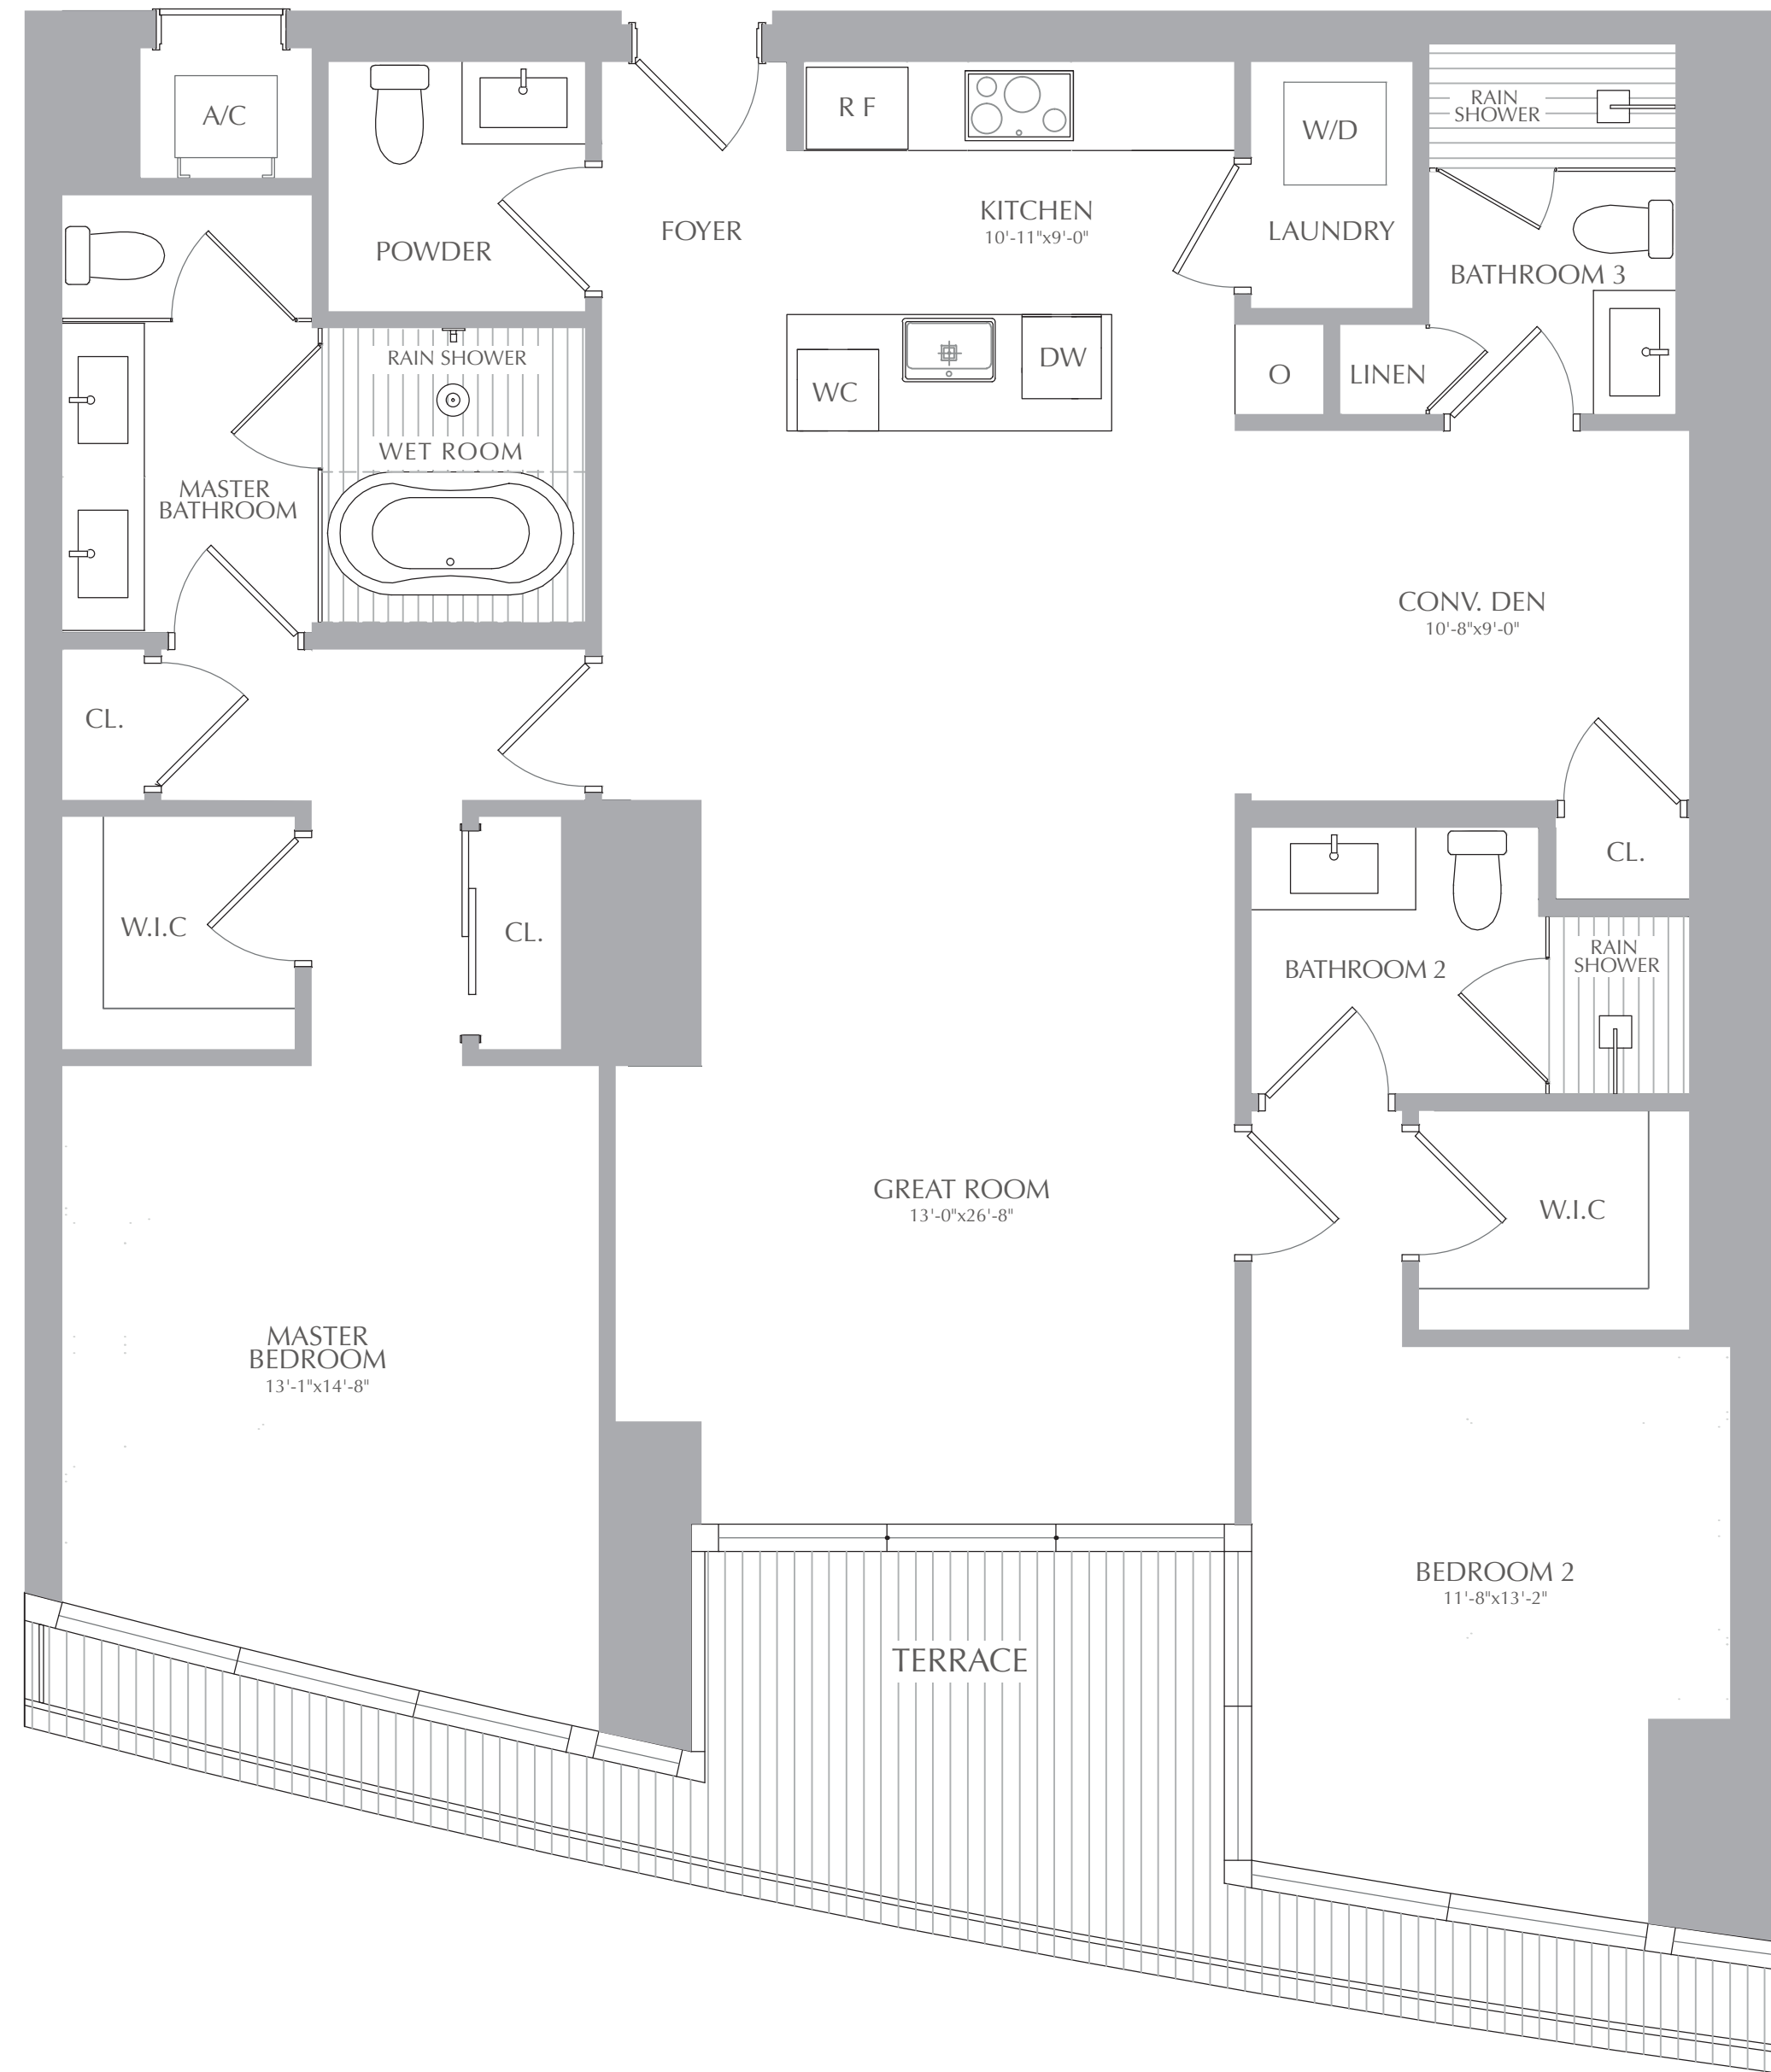 A/C
R F
W/D
RAIN
SHOWER
POWDER
FOYER
KITCHEN
10'-11"x9'-0"
LAUNDRY
BATHROOM 3
RAIN SHOWER
WC
DW
O
LINEN
WET ROOM
MASTER
BATHROOM
CONV. DEN
10'-8"x9'-0"
CL.
CL.
W.I.C
CL.
BATHROOM 2
RAIN
SHOWER
GREAT ROOM
13'-0"x26'-8"
W.I.C
MASTER
BEDROOM
13'-1"x14'-8"
BEDROOM 2
11'-8"x13'-2"
TERRACE